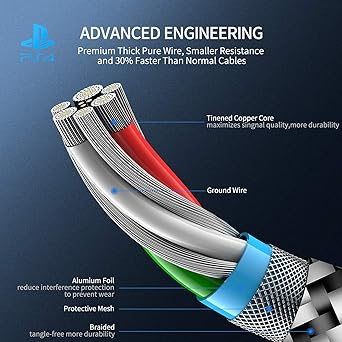 ADVANCED ENGINEERING
PS4
Premium Thick Pure Wire, Smaller Resistance
and 30% Faster Than Normal Cables
Tinened Copper Core
maximizes singnal quality,more durability
Ground Wire
Alumium Foil
reduce interference protection
to prevent wear
Protective Mesh
Braided
tangle-free more durability